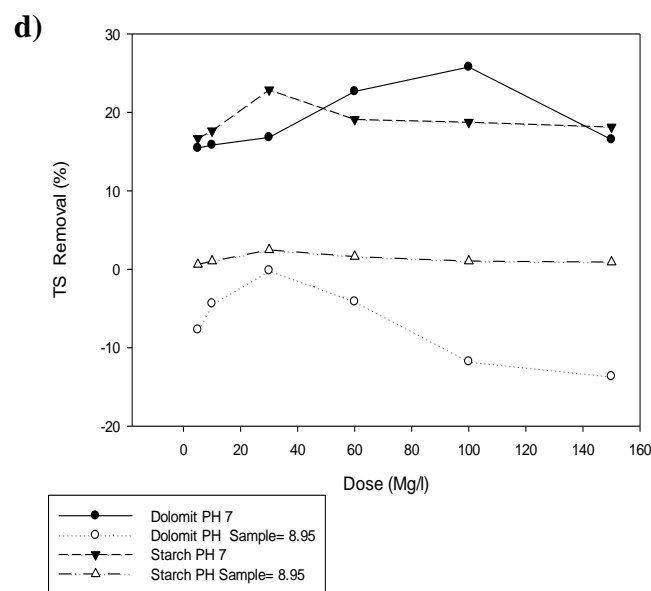 d)
30
20
10
0
-10
-20
TS Removal (%)
0 20 40 60 80 100 120 140 160
Dose (Mg/l)
Dolomit PH 7
Dolomit PH Sample= 8.95
Starch PH 7
Starch PH Sample= 8.95